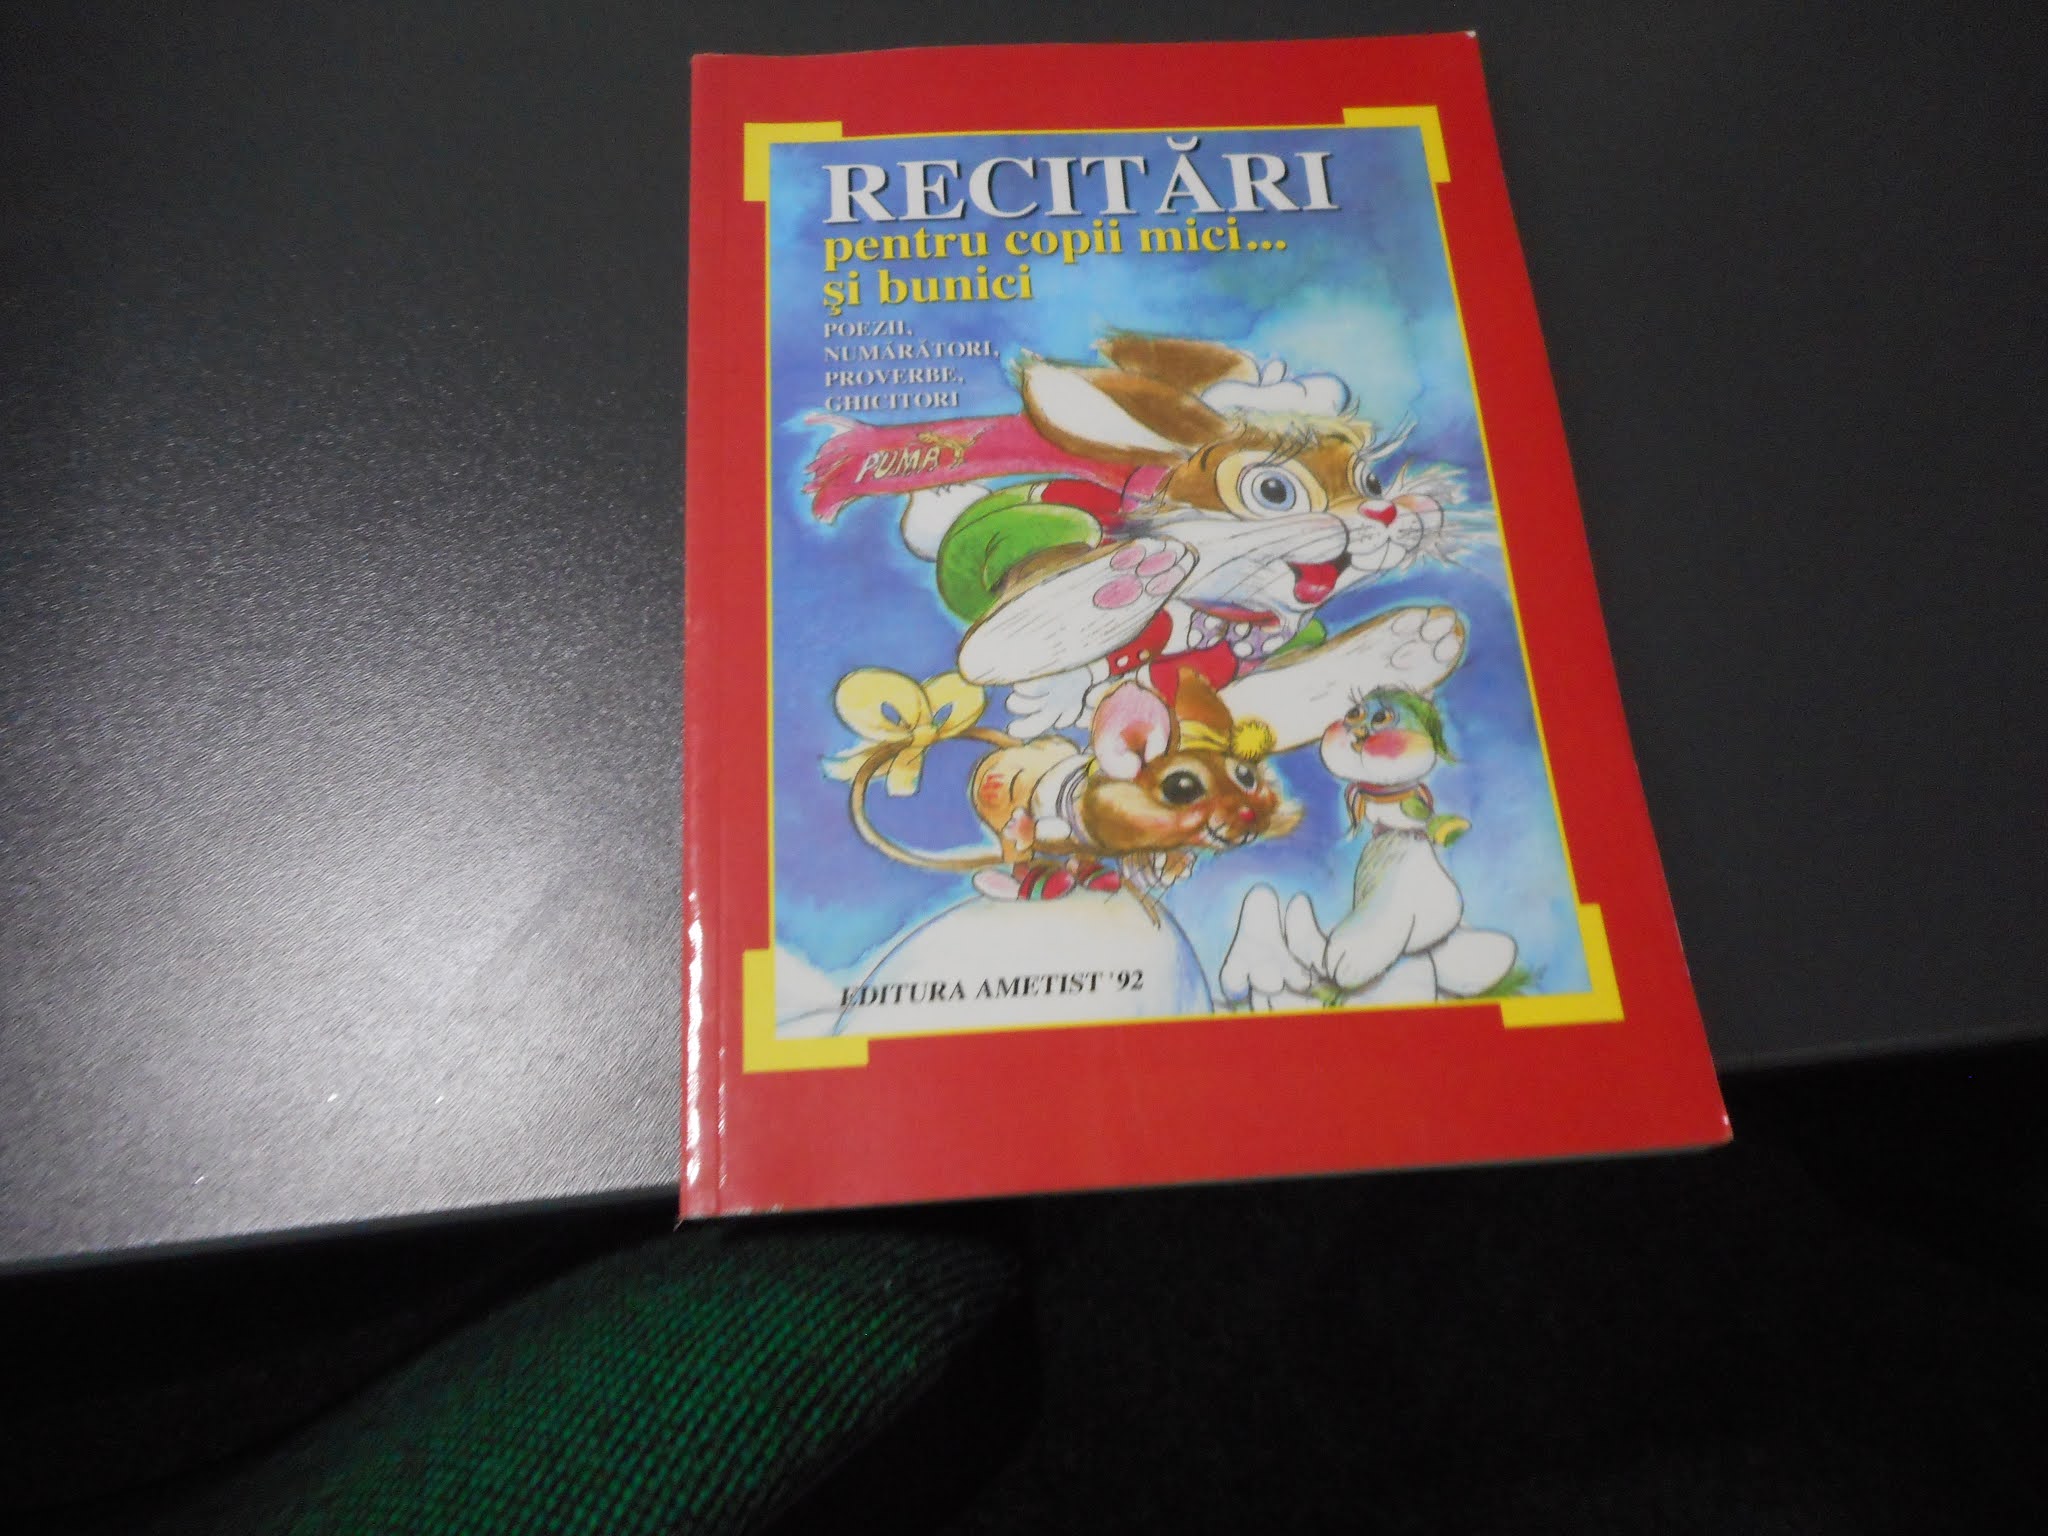 RECITĂRI
pentru copii mici...
şi bunici
POEZII,
NUMĂRĂTORI,
PROVERBE,
GHICITORI
PUMA
EDITURA AMETIST '92